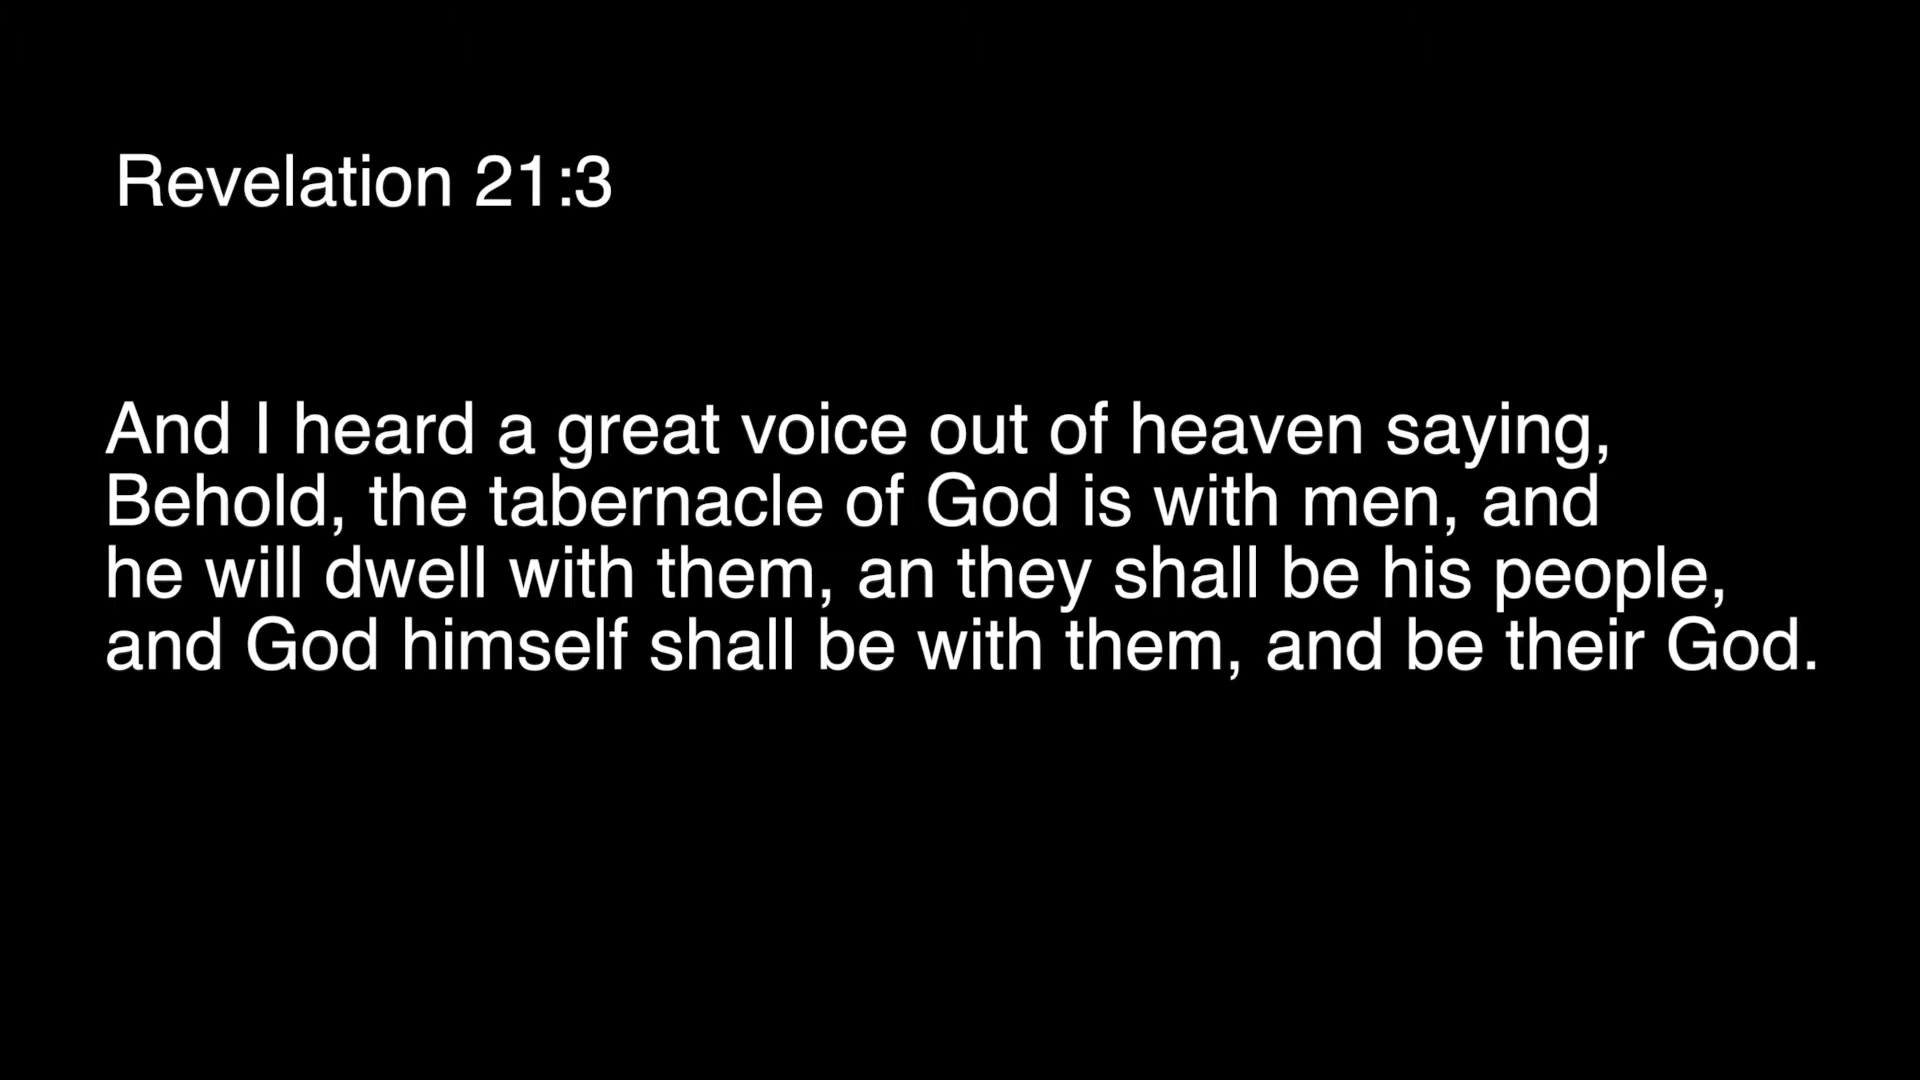 Revelation 21:3
And I heard a great voice out of heaven saying,
Behold, the tabernacle of God is with men, and
he will dwell with them, an they shall be his people,
and God himself shall be with them, and be their God.